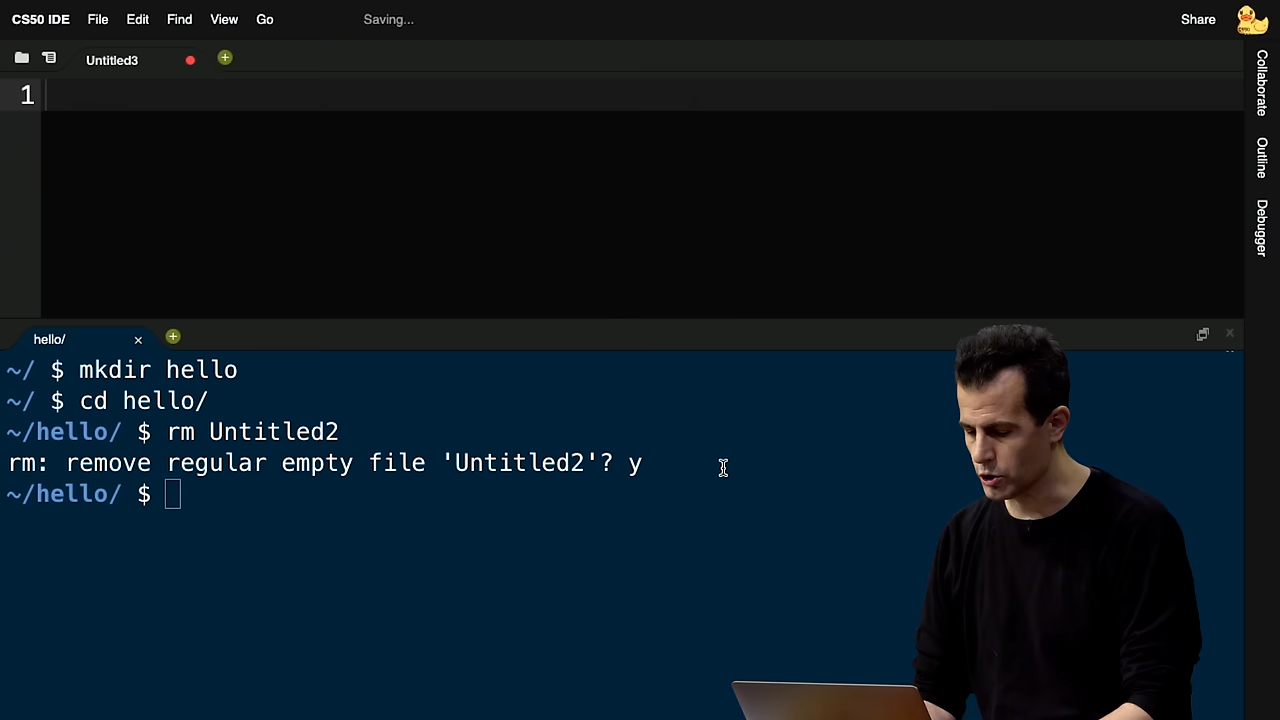 CS50 IDE File Edit Find View Go Saving... Share
Untitled3
Collaborate
Outline
Debugger
1
hello/
~/ $ mkdir hello
~/ $ cd hello/
~/hello/ $ rm Untitled2
rm: remove regular empty file 'Untitled2'? y
~/hello/ $